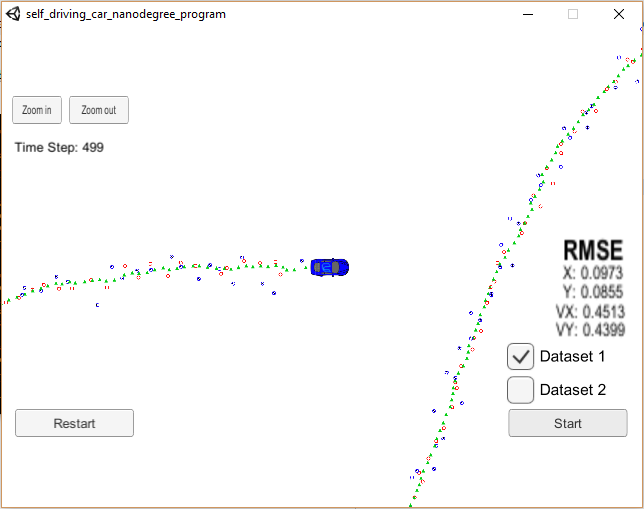 self_driving_car_nanodegree_program
Zoom in
Zoom out
Time Step: 499
RMSE
X: 0.0973
Y: 0.0855
VX: 0.4513
VY: 0.4399
Dataset 1
Dataset 2
Restart
Start